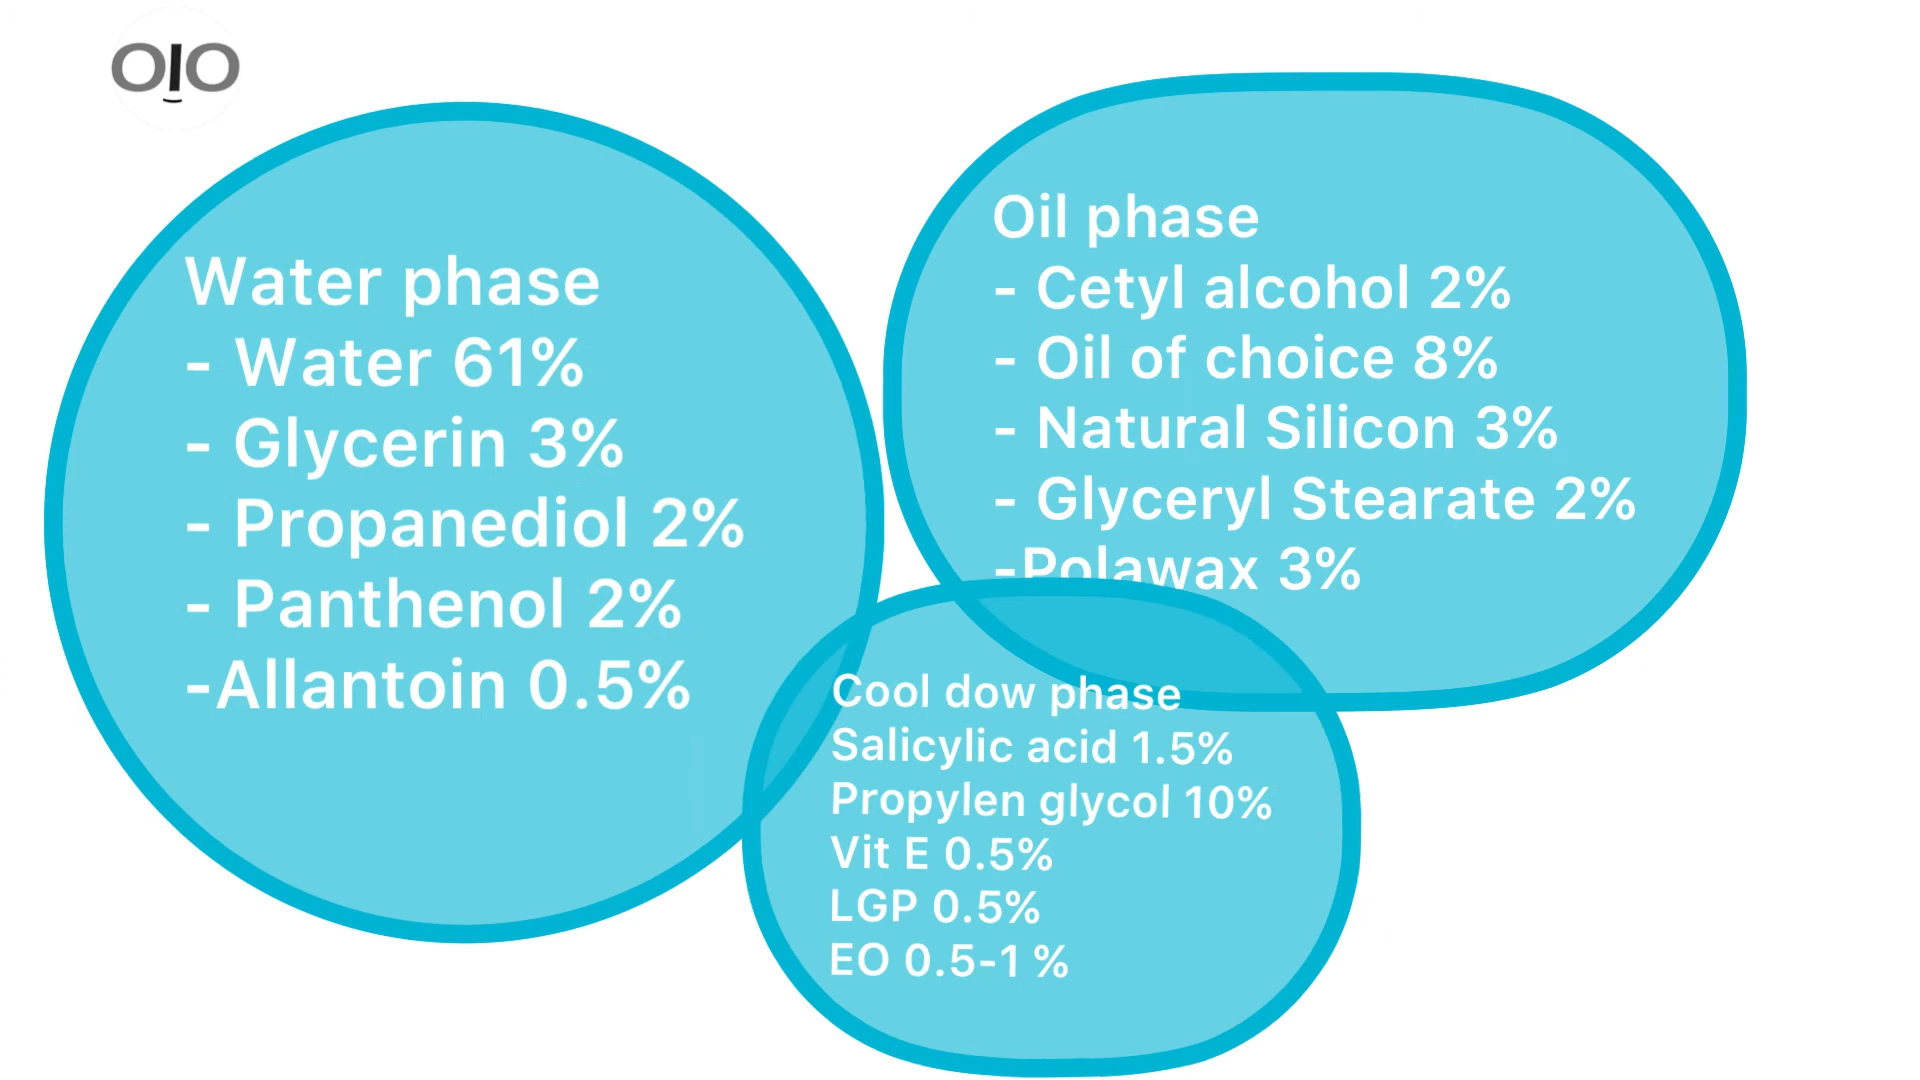 OIO
Water phase
- Water 61%
- Glycerin 3%
- Propanediol 2%
- Panthenol 2%
-Allantoin 0.5%
Oil phase
- Cetyl alcohol 2%
- Oil of choice 8%
- Natural Silicon 3%
- Glyceryl Stearate 2%
-Polawax 3%
Cool dow phase
Salicylic acid 1.5%
Propylen glycol 10%
Vit E 0.5%
LGP 0.5%
EO 0.5-1 %